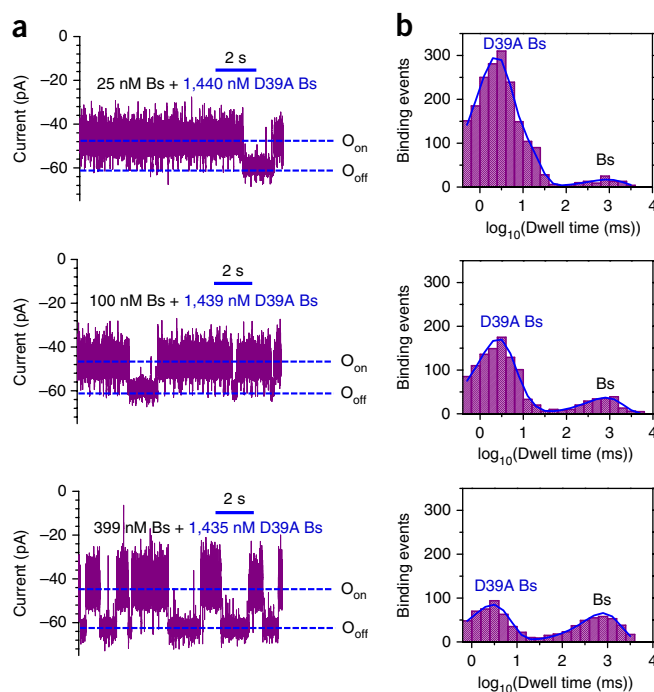 a
2 s
25 nM Bs + 1,440 nM D39A Bs
Current (pA)
0
−20
−40
−60
−80
Oon
Ooff
2 s
100 nM Bs + 1,439 nM D39A Bs
Current (pA)
0
−20
−40
−60
−80
Oon
Ooff
2 s
399 nM Bs + 1,435 nM D39A Bs
Current (pA)
0
−20
−40
−60
−80
Oon
Ooff
b
D39A Bs
Bs
Binding events
300
200
100
0
0 1 2 3 4
log10(Dwell time (ms))
D39A Bs
Bs
Binding events
300
200
100
0
0 1 2 3 4
log10(Dwell time (ms))
D39A Bs
Bs
Binding events
300
200
100
0
0 1 2 3 4
log10(Dwell time (ms))